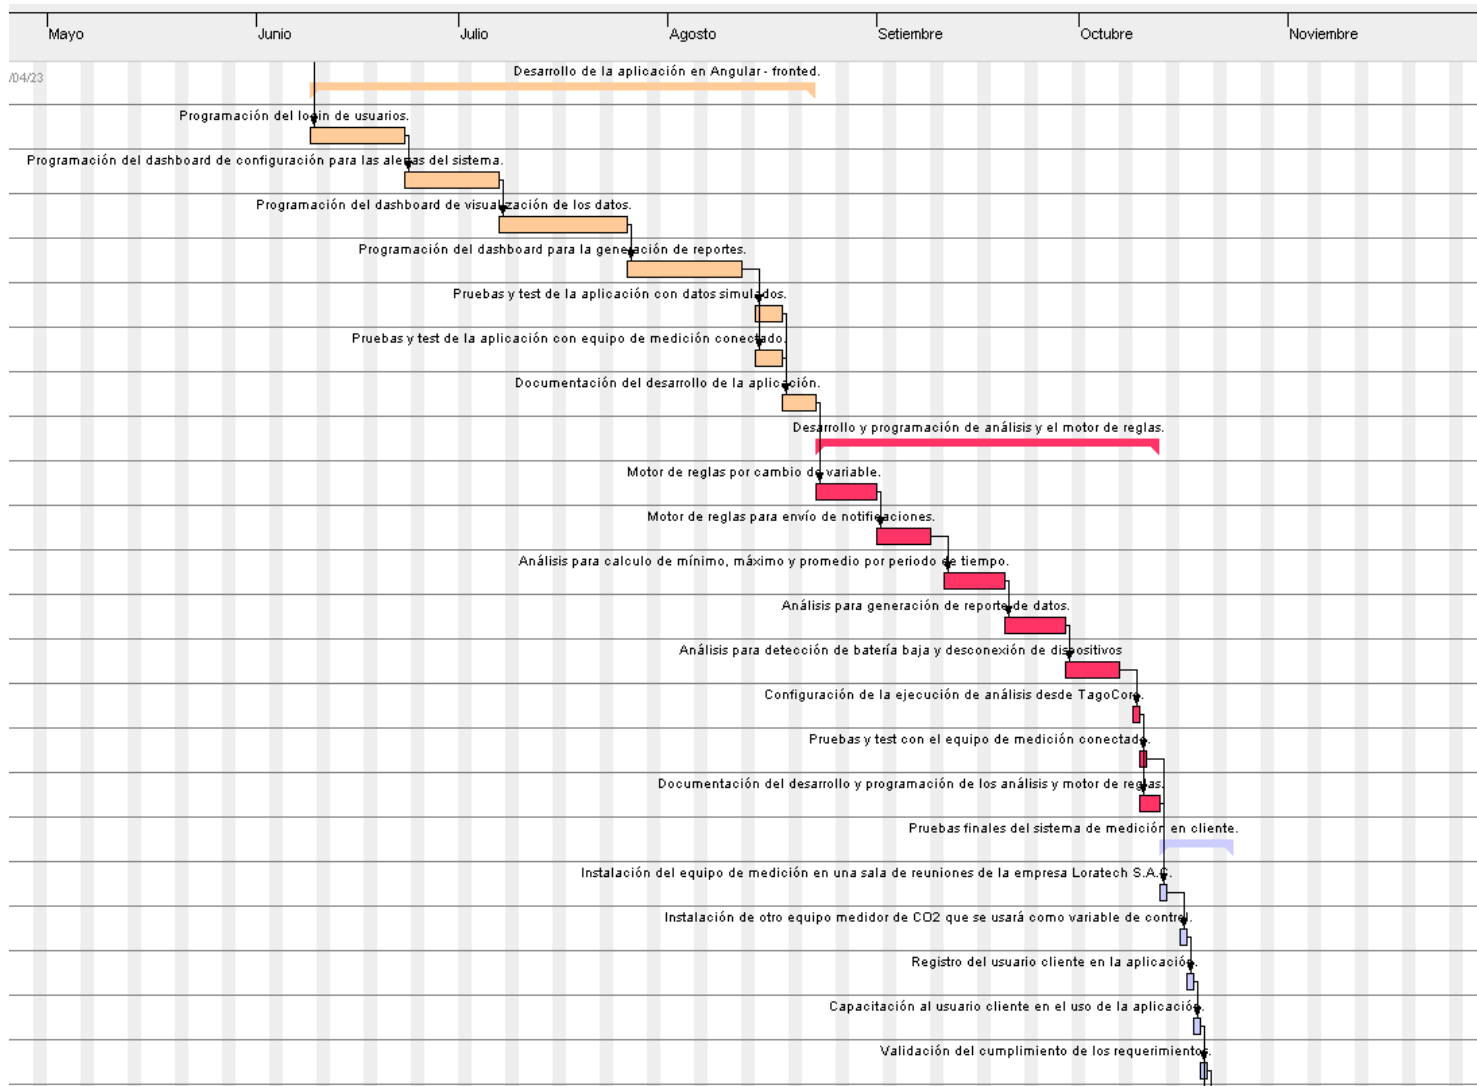 Mayo
Junio
Julio
Agosto
Setiembre
Octubre
Noviembre
/04/23
Desarrollo de la aplicación en Angular - fronted.
Programación del login de usuarios.
Programación del dashboard de configuración para las alertas del sistema.
Programación del dashboard de visualización de los datos.
Programación del dashboard para la generación de reportes.
Pruebas y test de la aplicación con datos simulados.
Pruebas y test de la aplicación con equipo de medición conectado.
Documentación del desarrollo de la aplicación.
Desarrollo y programación de análisis y el motor de reglas.
Motor de reglas por cambio de variable.
Motor de reglas para envío de notificaciones.
Análisis para calculo de mínimo, máximo y promedio por periodo de tiempo.
Análisis para generación de reporte de datos.
Análisis para detección de batería baja y desconexión de dispositivos
Configuración de la ejecución de análisis desde TagoCore.
Pruebas y test con el equipo de medición conectado.
Documentación del desarrollo y programación de los análisis y motor de reglas.
Pruebas finales del sistema de medición en cliente.
Instalación del equipo de medición en una sala de reuniones de la empresa Loratech S.A.C.
Instalación de otro equipo medidor de CO2 que se usará como variable de control.
Registro del usuario cliente en la aplicación.
Capacitación al usuario cliente en el uso de la aplicación.
Validación del cumplimiento de los requerimientos.